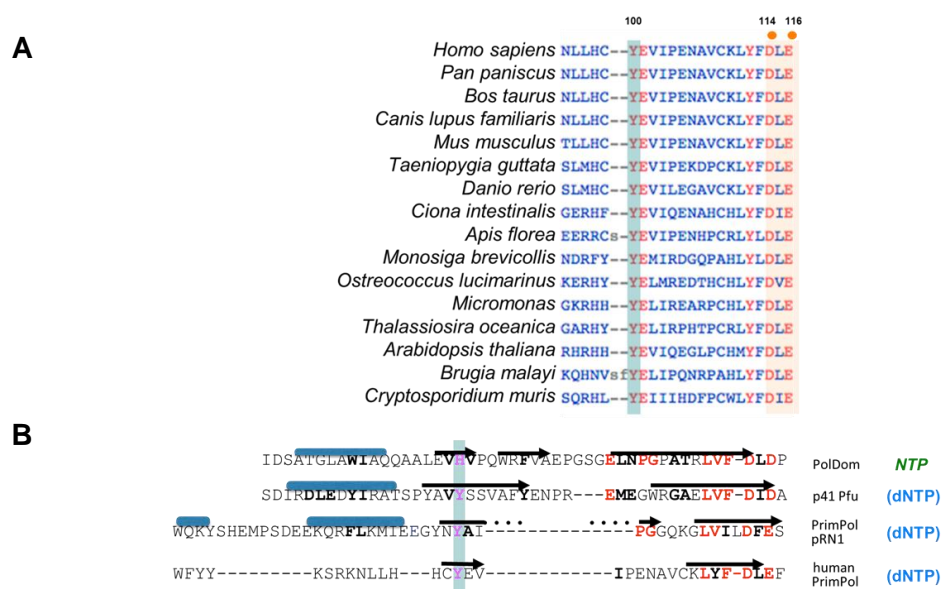 A
100
114 116
Homo sapiens NLLHC--YEVIPENAVCKLYFDLE
Pan paniscus NLLHC--YEVIPENAVCKLYFDLE
Bos taurus NLLHC--YEVIPENAVCKLYFDLE
Canis lupus familiaris NLLHC--YEVIPENAVCKLYFDLE
Mus musculus TLLHC--YEVIPENAVCKLYFDLE
Taeniopygia guttata SLMHC--YEVIPEKDPCKLYFDLE
Danio rerio SLMHC--YEVILEGAVCKLYFDLE
Ciona intestinalis GERHF--YEVIQENAHCHLYFDIE
Apis florea EERRCs-YEVIPENHPCRLYLDLE
Monosiga brevicollis NDRFY--YEMIRDGQPAHLYLDLE
Ostreococcus lucimarinus KERHY--YELMREDTHCHLYFDVE
Micromonas GKRHH--YELIREARPCHLYFDLE
Thalassiosira oceanica GARHY--YELIRPHTPCRLYFDLE
Arabidopsis thaliana RHRHH--YEVIQEGLPCHMYFDLE
Brugia malayi KQHNVsfYELIPQNRPAHLYFDLE
Cryptosporidium muris SQRHL--YEIIIHDFPCWLYFDIE
B
IDSATGLAWIAQQAALEVHVPQWRFVAEPGSGELNPGPATRLVF-DLDP PolDom NTP
SDIRDLEDYIRATSPYAVYSSVAFYENPR---EMEGWRGAELVF-DIDA p41 Pfu (dNTP)
WQKYSHEMPSDEEKQRFLKMIEEGYNYAI--------------PGGQKGLVILDFES PrimPol pRN1 (dNTP)
WFYY---------KSRKNLLH---HCYEV------------IPENAVCKLYF-DLEF human PrimPol (dNTP)